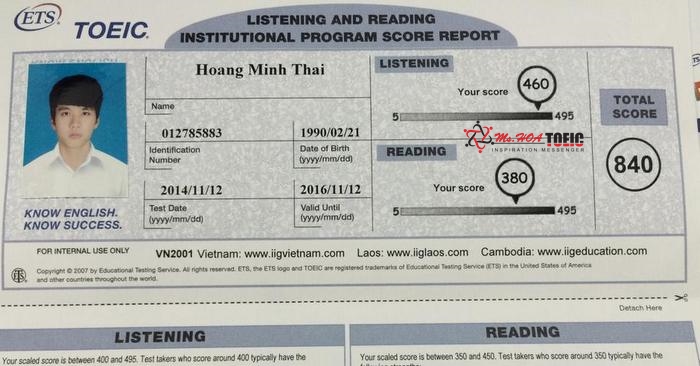 ETS
TOEIC.
LISTENING AND READING
INSTITUTIONAL PROGRAM SCORE REPORT
Hoang Minh Thai
Name
012785883
Identification
Number
1990/02/21
Date of Birth
(yyyy/mm/dd)
2014/11/12
Test Date
(yyyy/mm/dd)
2016/11/12
Valid Until
(yyyy/mm/dd)
KNOW ENGLISH.
KNOW SUCCESS.
LISTENING
Your score 460
5 495
Ms.HOA TOEIC
INSPIRATION MESSENGER
READING
Your score 380
5 495
TOTAL
SCORE
840
FOR INTERNAL USE ONLY VN2001 Vietnam: www.iigvietnam.com Laos: www.iiglaos.com Cambodia: www.iigeducation.com
ETS
Copyright © 2007 by Educational Testing Service. All rights reserved. ETS, the ETS logo and TOEIC are registered trademarks of Educational Testing Service (ETS) in the United States of America
and other countries throughout the world.
Detach Here
LISTENING
Your scaled score is between 400 and 495. Test takers who score around 400 typically have the
READING
Your scaled score is between 350 and 450. Test takers who score around 350 typically have the